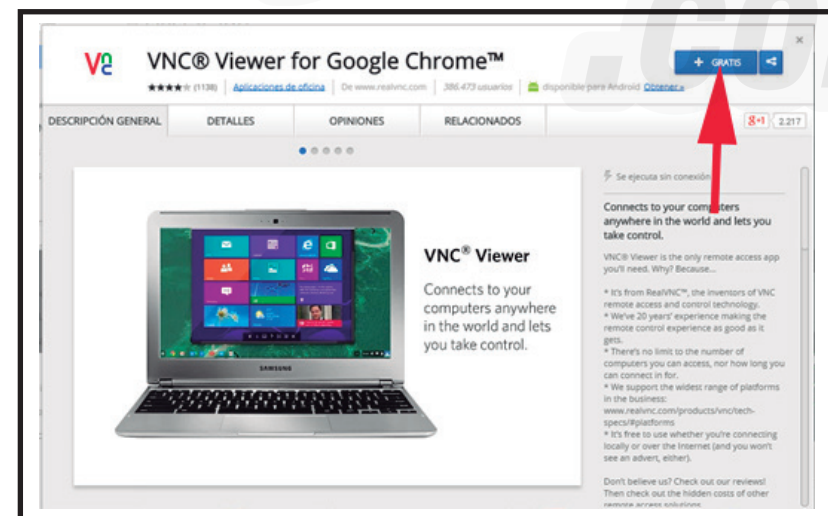 .co
VNC
VNC® Viewer for Google Chrome™
×
+ GRATIS
★★★★☆ (1138) Aplicaciones de oficina De www.realvnc.com 386.473 usuarios disponible para Android Obtener »
DESCRIPCIÓN GENERAL DETALLES OPINIONES RELACIONADOS
g+1 2.217
VNC® Viewer
Connects to your
computers anywhere
in the world and lets
you take control.
SAMSUNG
Se ejecuta sin conexión
Connects to your computers
anywhere in the world and lets you
take control.
VNC® Viewer is the only remote access app
you'll need. Why? Because...
* It's from RealVNC™, the inventors of VNC
remote access and control technology.
* We've 20 years' experience making the
remote control experience as good as it
gets.
* There's no limit to the number of
computers you can access, nor how long you
can connect in for.
* We support the widest range of platforms
in the business:
www.realvnc.com/products/vnc/tech-
specs/#platforms
* It's free to use whether you're connecting
locally or over the Internet (and you won't
see an advert, either).
Don't believe us? Check out our reviews!
Then check out the hidden costs of other
remote access solutions.